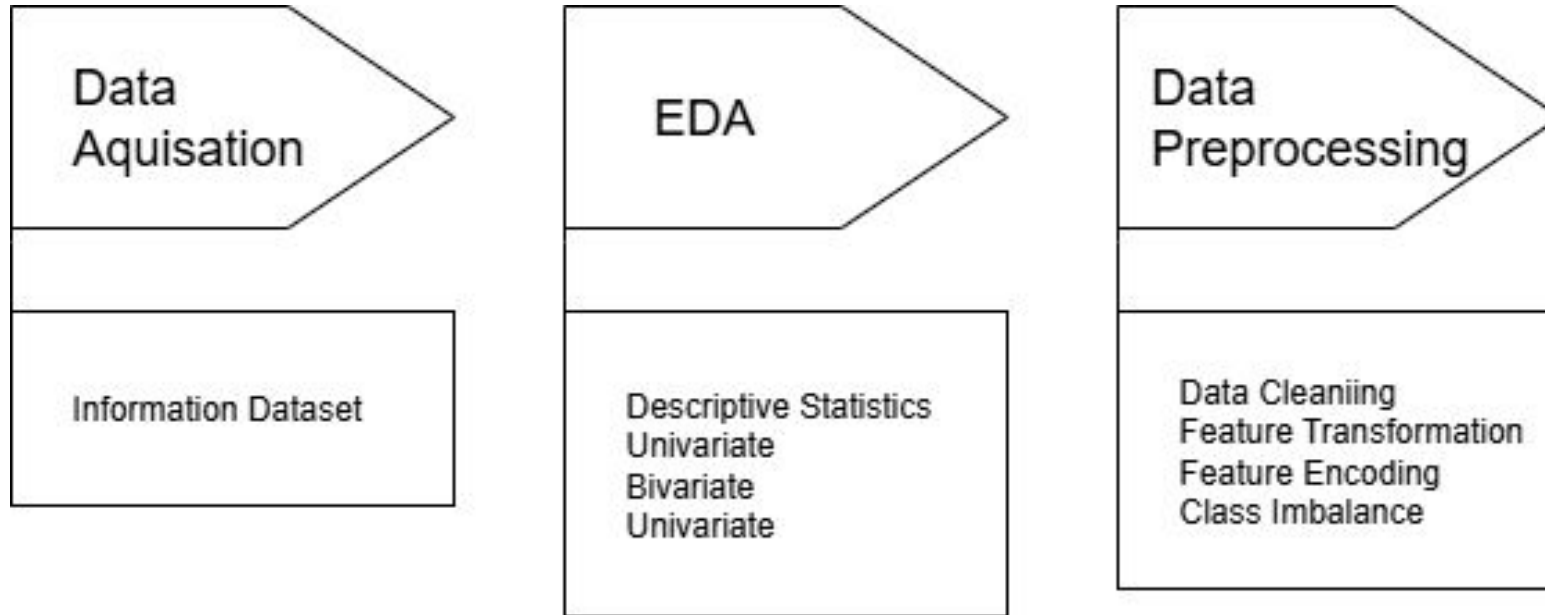 Data
Aquisation
Information Dataset
EDA
Descriptive Statistics
Univariate
Bivariate
Univariate
Data
Preprocessing
Data Cleaniing
Feature Transformation
Feature Encoding
Class Imbalance